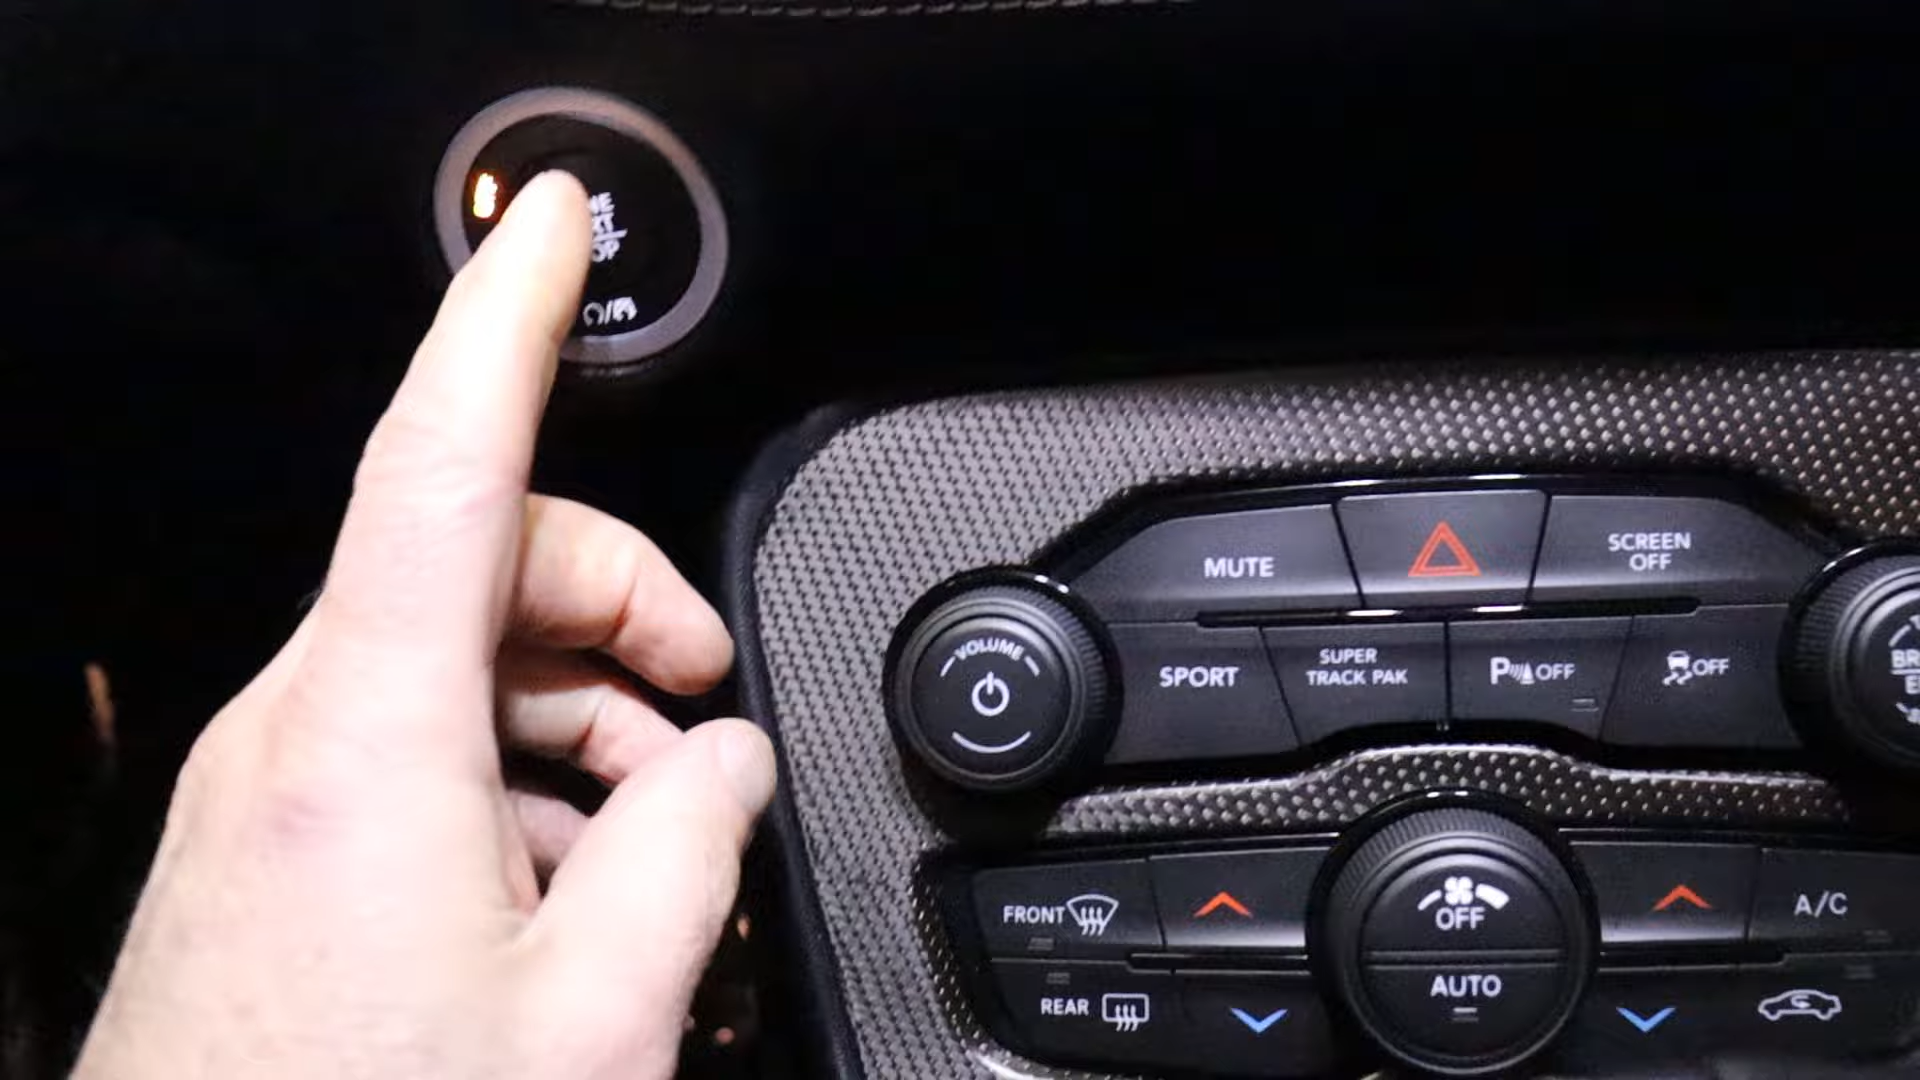 MUTE
SCREEN
OFF
VOLUME
SPORT
SUPER
TRACK PAK
P OFF
OFF
FRONT
OFF
A/C
AUTO
REAR